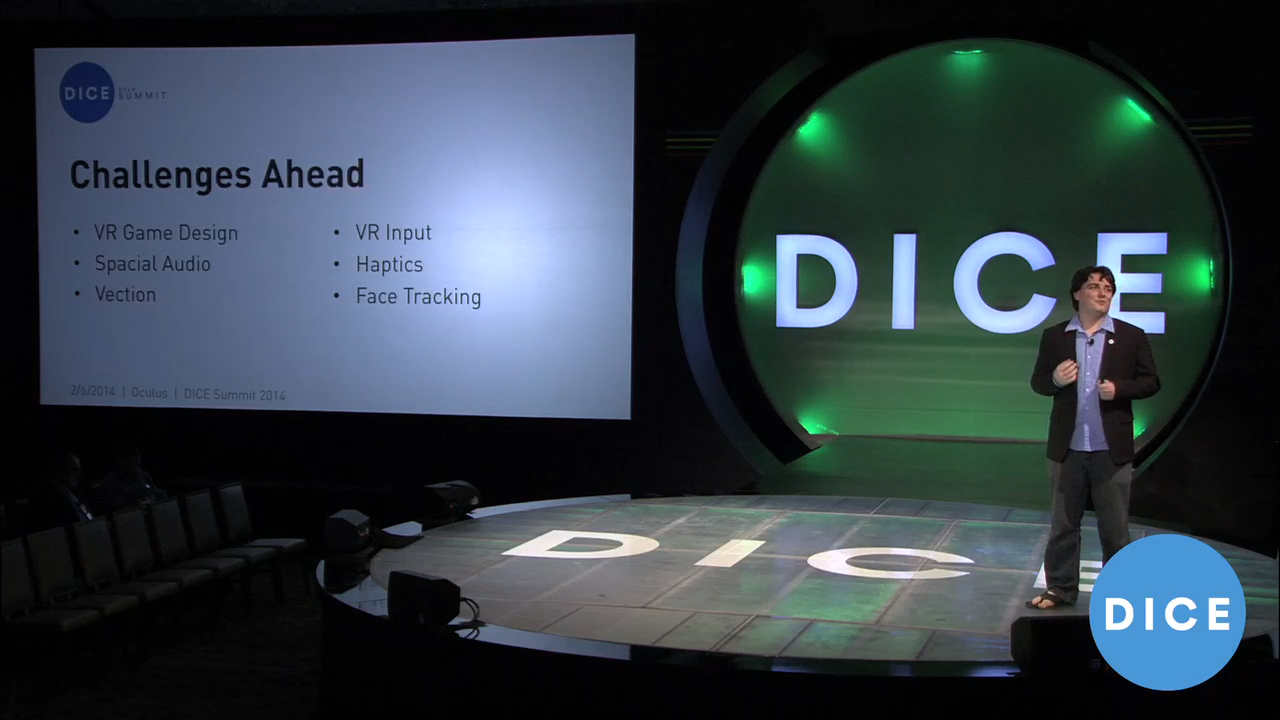 DICE
SUMMIT
Challenges Ahead
• VR Game Design
• Spacial Audio
• Vection
• VR Input
• Haptics
• Face Tracking
2/6/2014 | Oculus | DICE Summit 2014
DICE
DICE
DICE